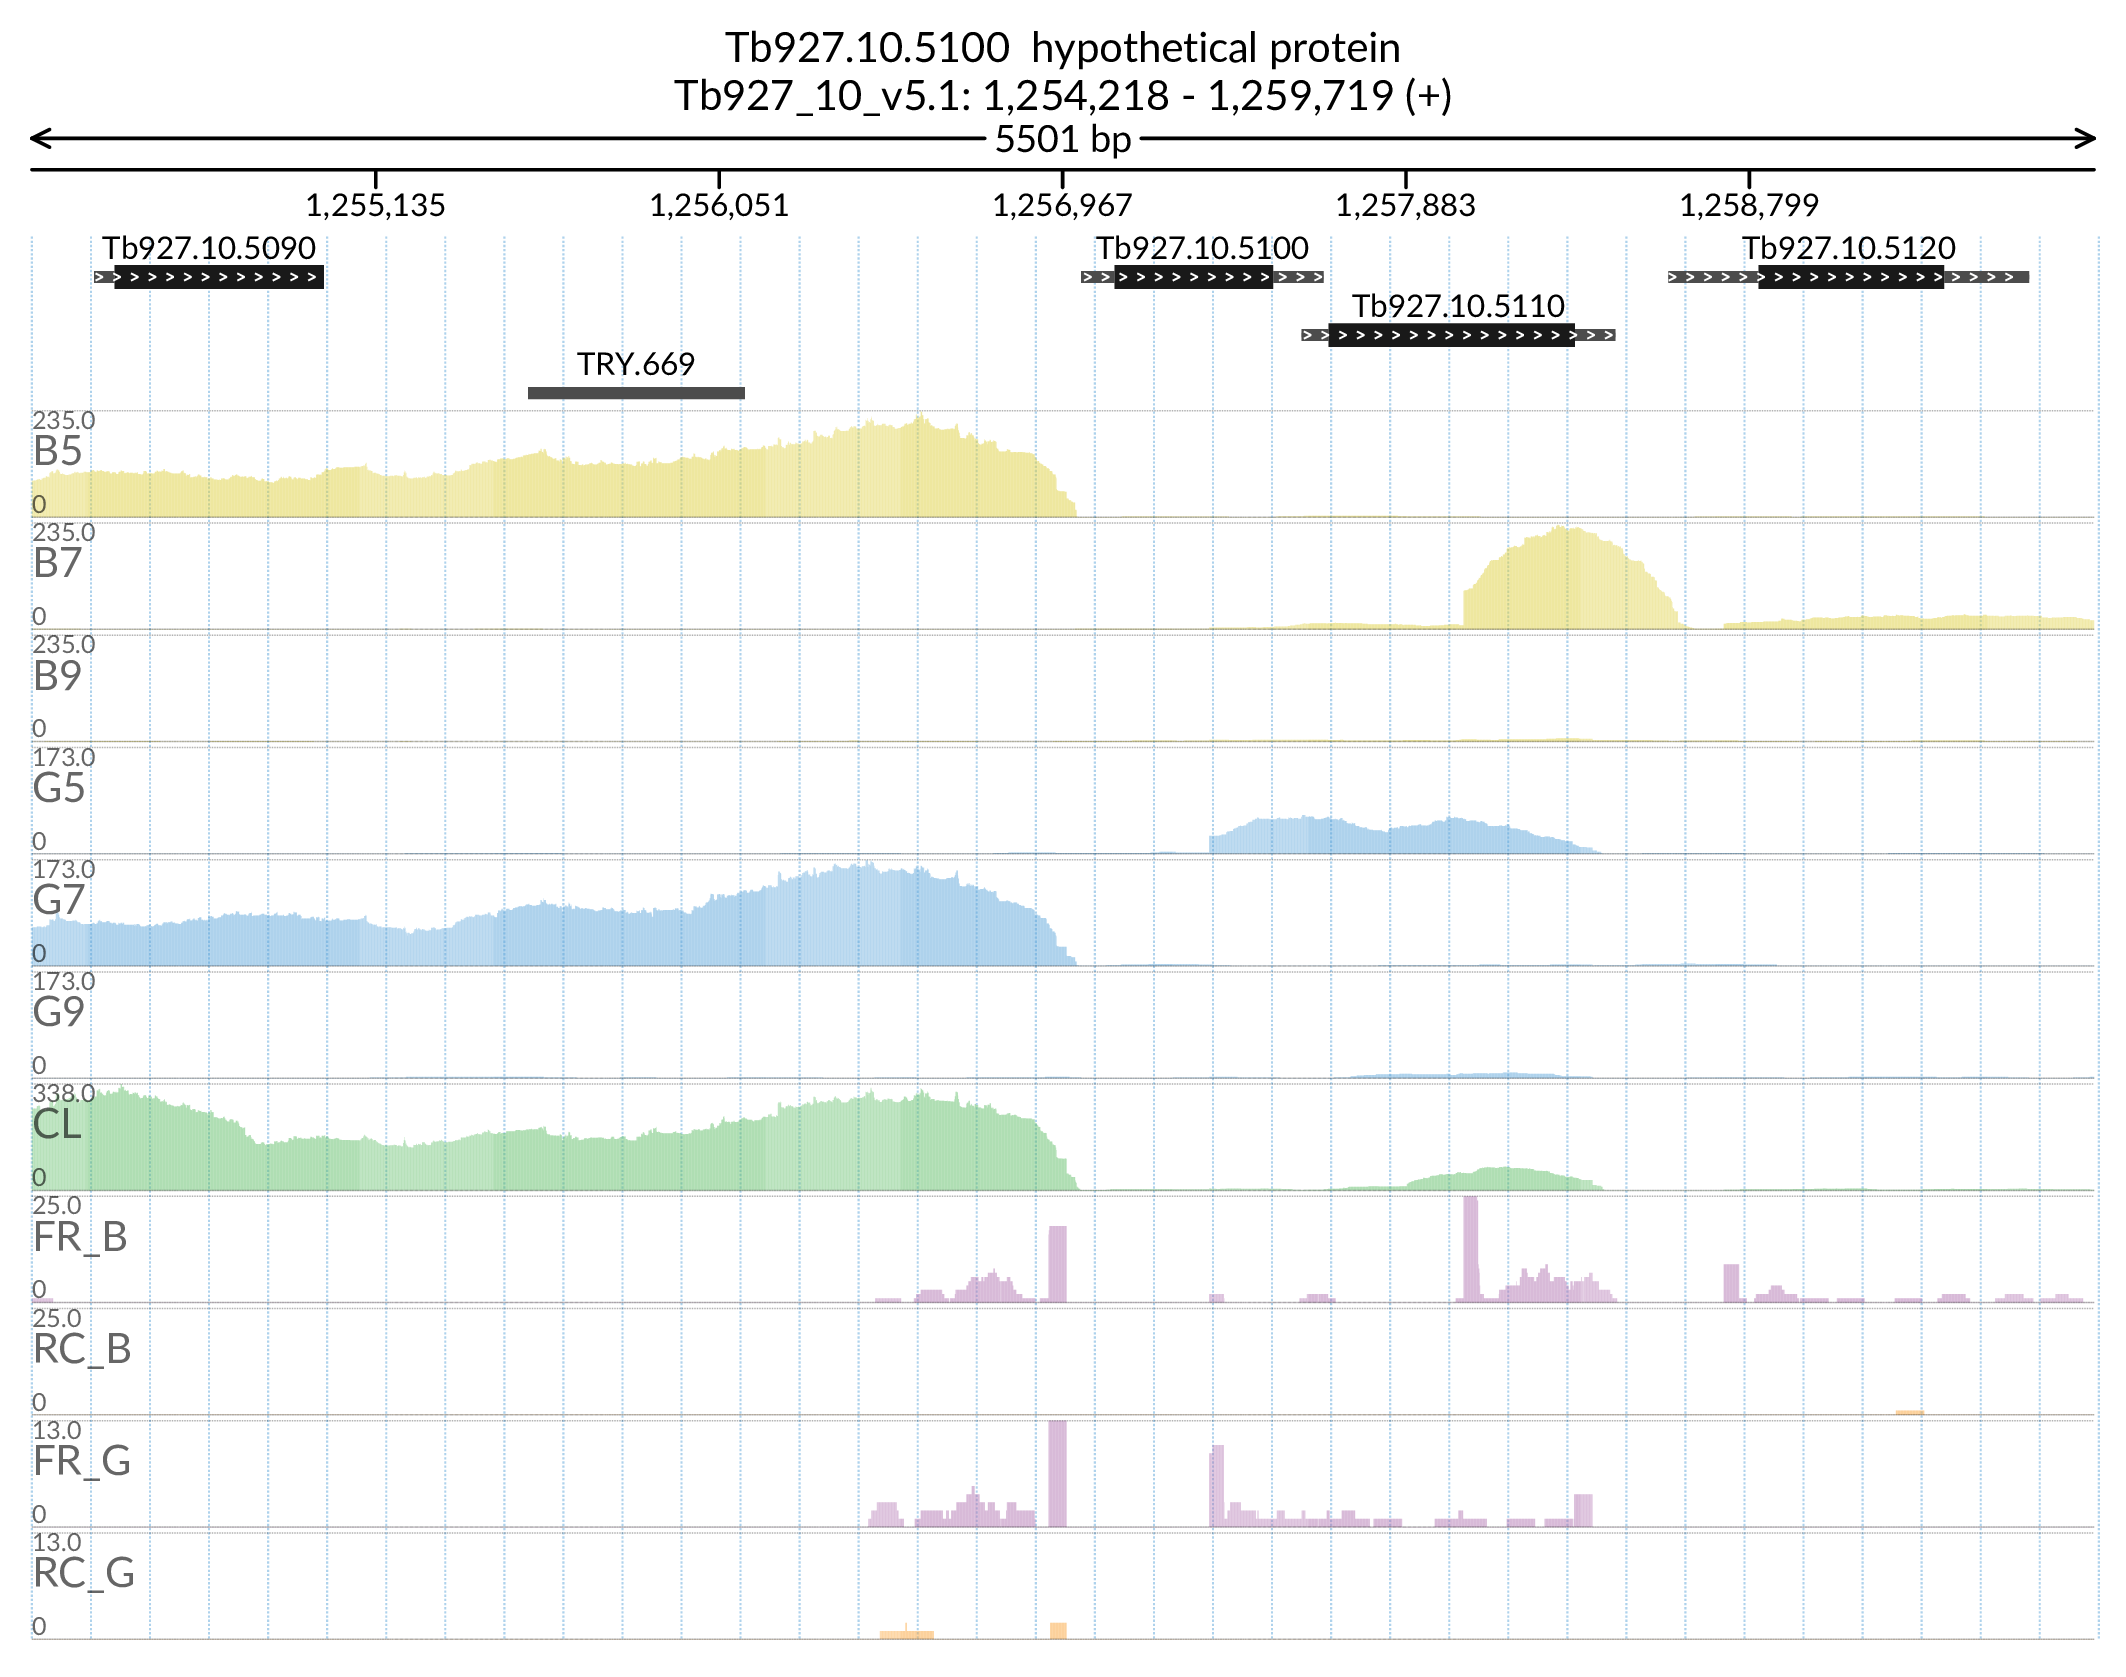 Tb927.10.5100 hypothetical protein
Tb927_10_v5.1: 1,254,218 - 1,259,719 (+)
5501 bp
1,255,135 1,256,051 1,256,967 1,257,883 1,258,799
Tb927.10.5090 Tb927.10.5100 Tb927.10.5120
Tb927.10.5110
TRY.669
235.0
B5
0
235.0
B7
0
235.0
B9
0
173.0
G5
0
173.0
G7
0
173.0
G9
0
338.0
CL
0
25.0
FR_B
0
25.0
RC_B
0
13.0
FR_G
0
13.0
RC_G
0